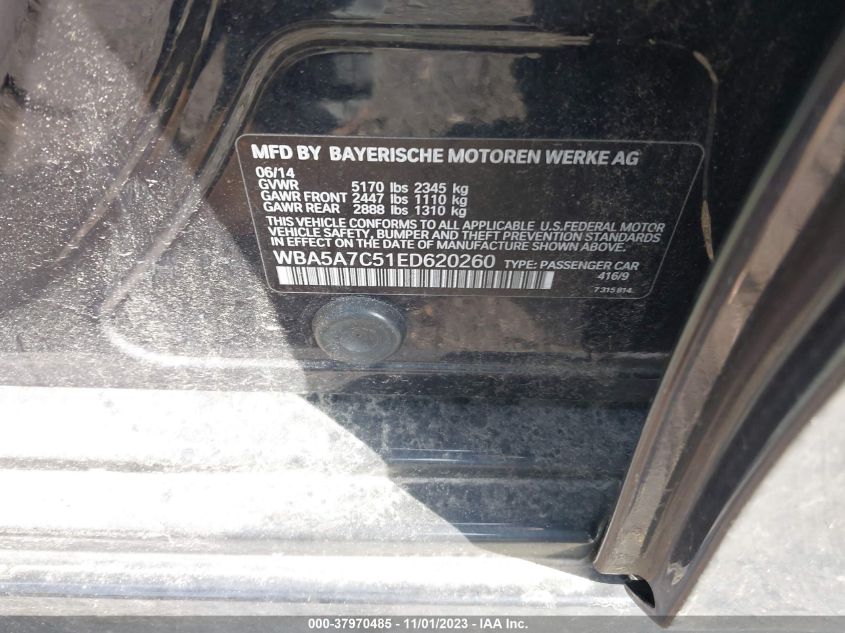 MFD BY BAYERISCHE MOTOREN WERKE AG
06/14
GVWR 5170 lbs 2345 kg
GAWR FRONT 2447 lbs 1110 kg
GAWR REAR 2888 lbs 1310 kg
THIS VEHICLE CONFORMS TO ALL APPLICABLE U.S.FEDERAL MOTOR
VEHICLE SAFETY, BUMPER AND THEFT PREVENTION STANDARDS
IN EFFECT ON THE DATE OF MANUFACTURE SHOWN ABOVE.
WBA5A7C51ED620260 TYPE: PASSENGER CAR
416/9
7 315 814
000-37970485 - 11/01/2023 - Copyright © IAA, Inc.